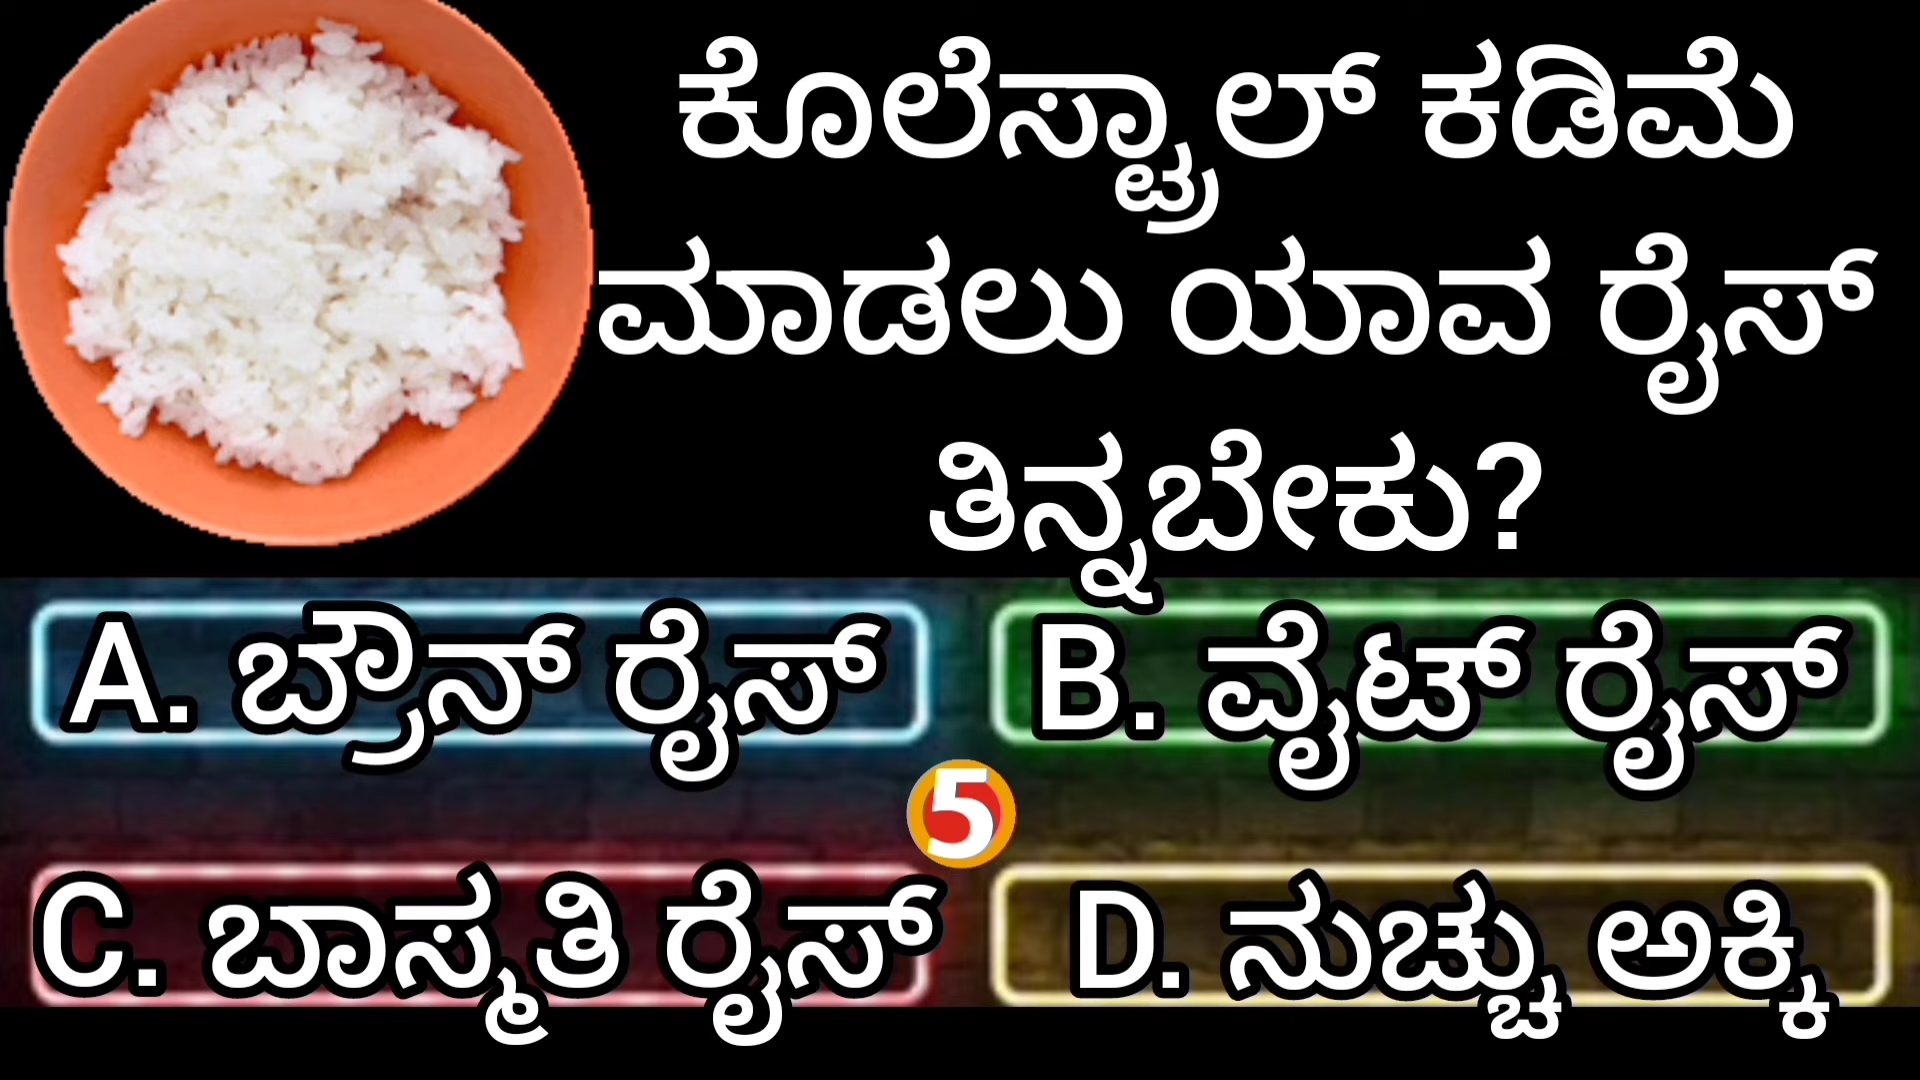 ಕೊಲೆಸ್ಟ್ರಾಲ್ ಕಡಿಮೆ
ಮಾಡಲು ಯಾವ ರೈಸ್
ತಿನ್ನಬೇಕು?
A. ಬ್ರೌನ್ ರೈಸ್
B. ವೈಟ್ ರೈಸ್
5
C. ಬಾಸ್ಮತಿ ರೈಸ್
D. ನುಚ್ಚು ಅಕ್ಕಿ